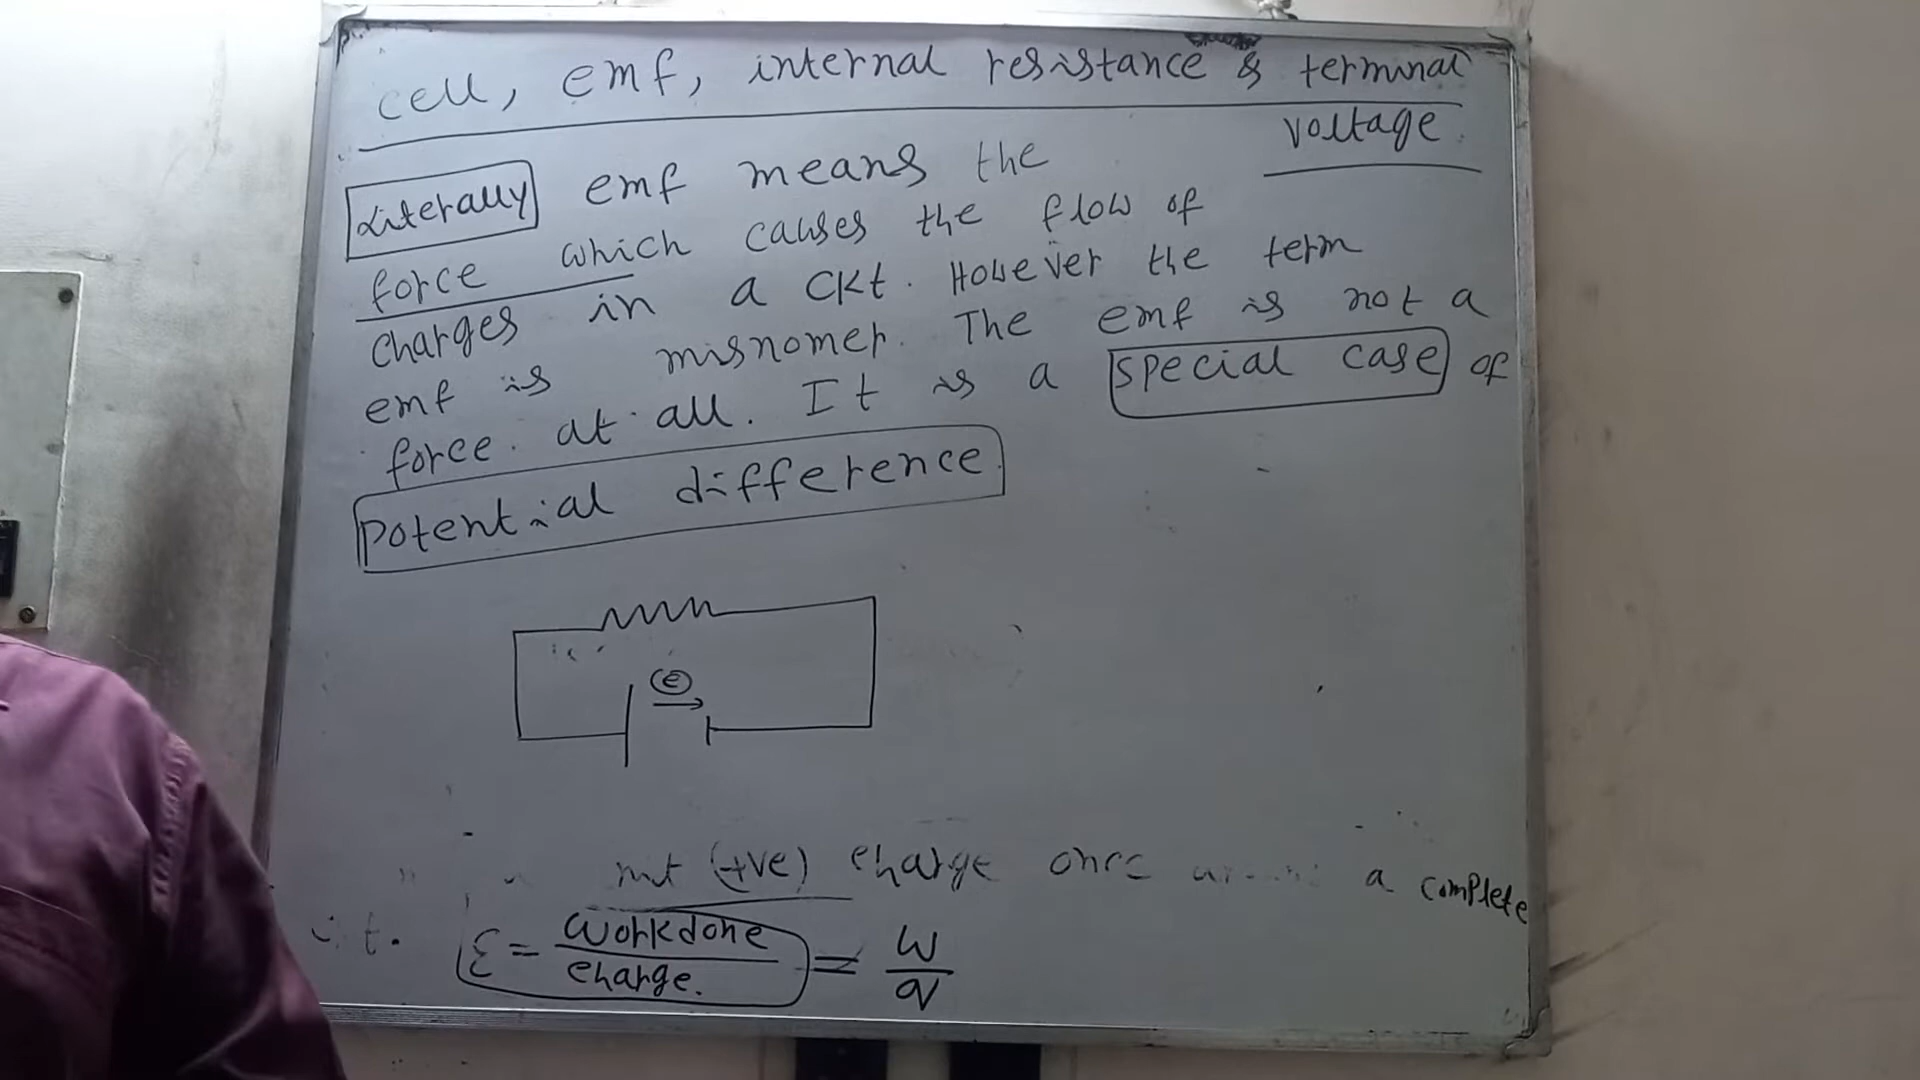 cell, emf, internal resistance & terminal
voltage.
Literally emf means the
force which causes the flow of
charges in a ckt. However the term
emf is misnomer. The emf is not a
force. at all. It is a special case of
Potential difference.
e
(+ve) charge once a complete
ε = workdone / charge. = W / q